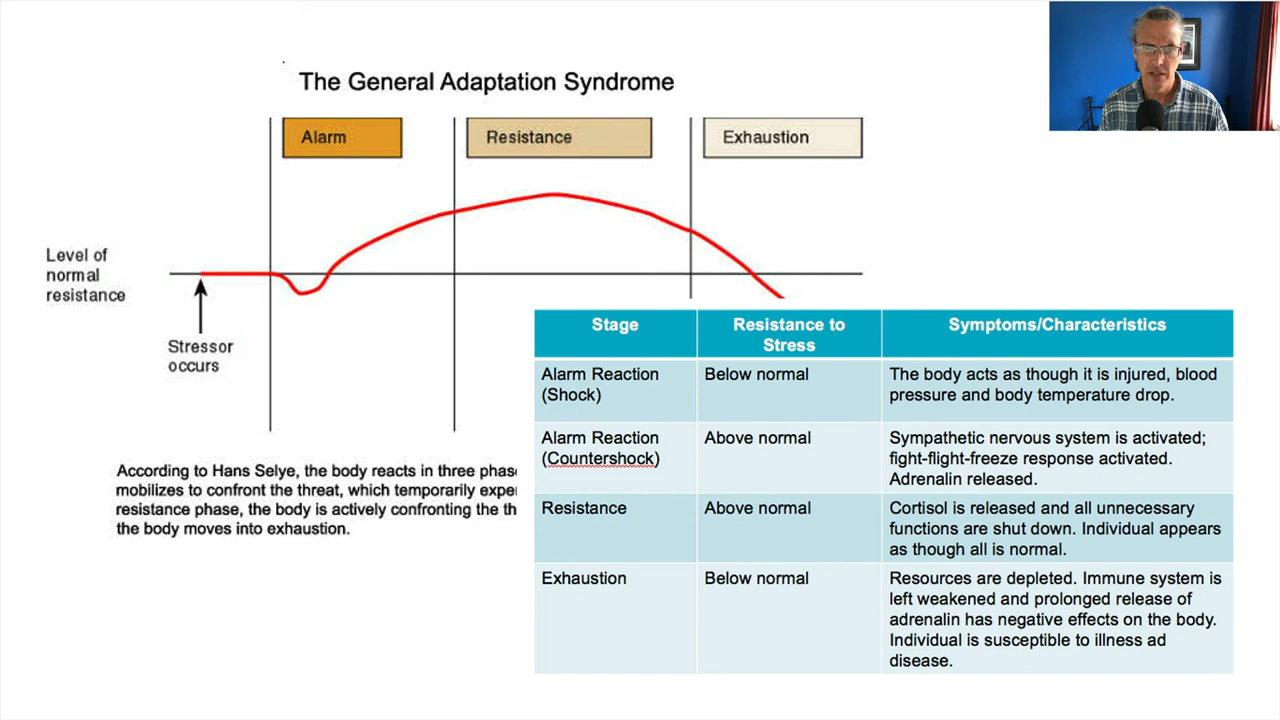 The General Adaptation Syndrome
Alarm
Resistance
Exhaustion
Level of
normal
resistance
Stressor
occurs
According to Hans Selye, the body reacts in three
mobilizes to confront the threat, which temporarily
resistance phase, the body is actively confronting the
the body moves into exhaustion.
Stage
Resistance to
Stress
Symptoms/Characteristics
Alarm Reaction
(Shock)
Below normal
The body acts as though it is injured, blood
pressure and body temperature drop.
Alarm Reaction
(Countershock)
Above normal
Sympathetic nervous system is activated;
fight-flight-freeze response activated.
Adrenalin released.
Resistance
Above normal
Cortisol is released and all unnecessary
functions are shut down. Individual appears
as though all is normal.
Exhaustion
Below normal
Resources are depleted. Immune system is
left weakened and prolonged release of
adrenalin has negative effects on the body.
Individual is susceptible to illness ad
disease.